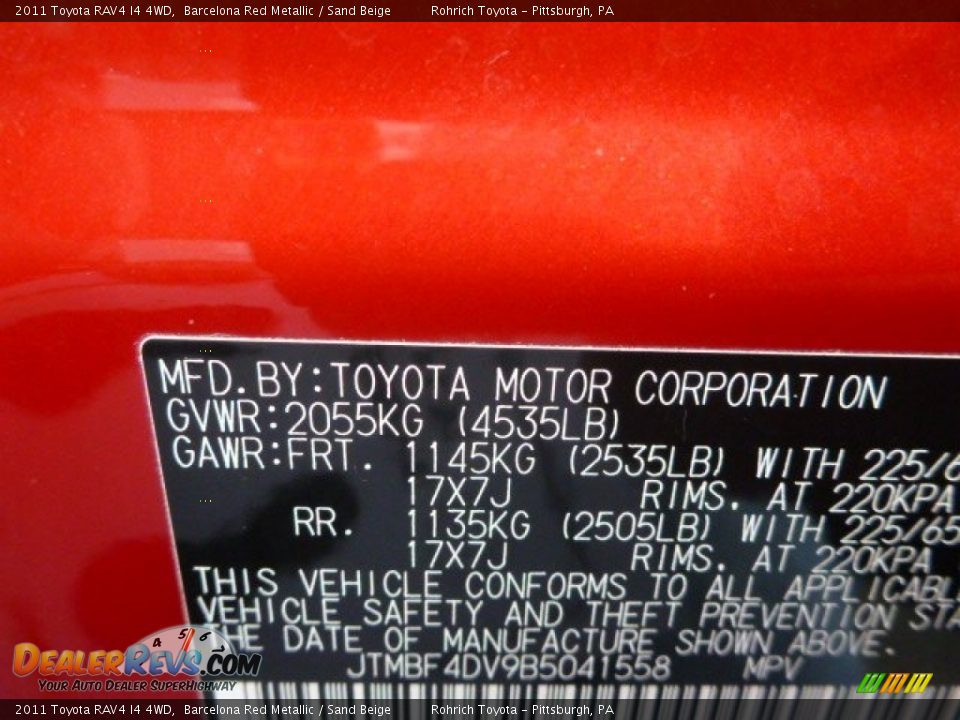 2011 Toyota RAV4 I4 4WD, Barcelona Red Metallic / Sand Beige Rohrich Toyota - Pittsburgh, PA
MFD.BY:TOYOTA MOTOR CORPORATION
GVWR:2055KG (4535LB)
GAWR:FRT. 1145KG (2535LB) WITH 225/6
17X7J RIMS. AT 220KPA
RR. 1135KG (2505LB) WITH 225/65
17X7J RIMS. AT 220KPA
THIS VEHICLE CONFORMS TO ALL APPLICABL
VEHICLE SAFETY AND THEFT PREVENTION STA
THE DATE OF MANUFACTURE SHOWN ABOVE.
JTMBF4DV9B5041558 MPV
4 5 6
DEALERREVS.COM
YOUR AUTO DEALER SUPERHIGHWAY
2011 Toyota RAV4 I4 4WD, Barcelona Red Metallic / Sand Beige Rohrich Toyota - Pittsburgh, PA